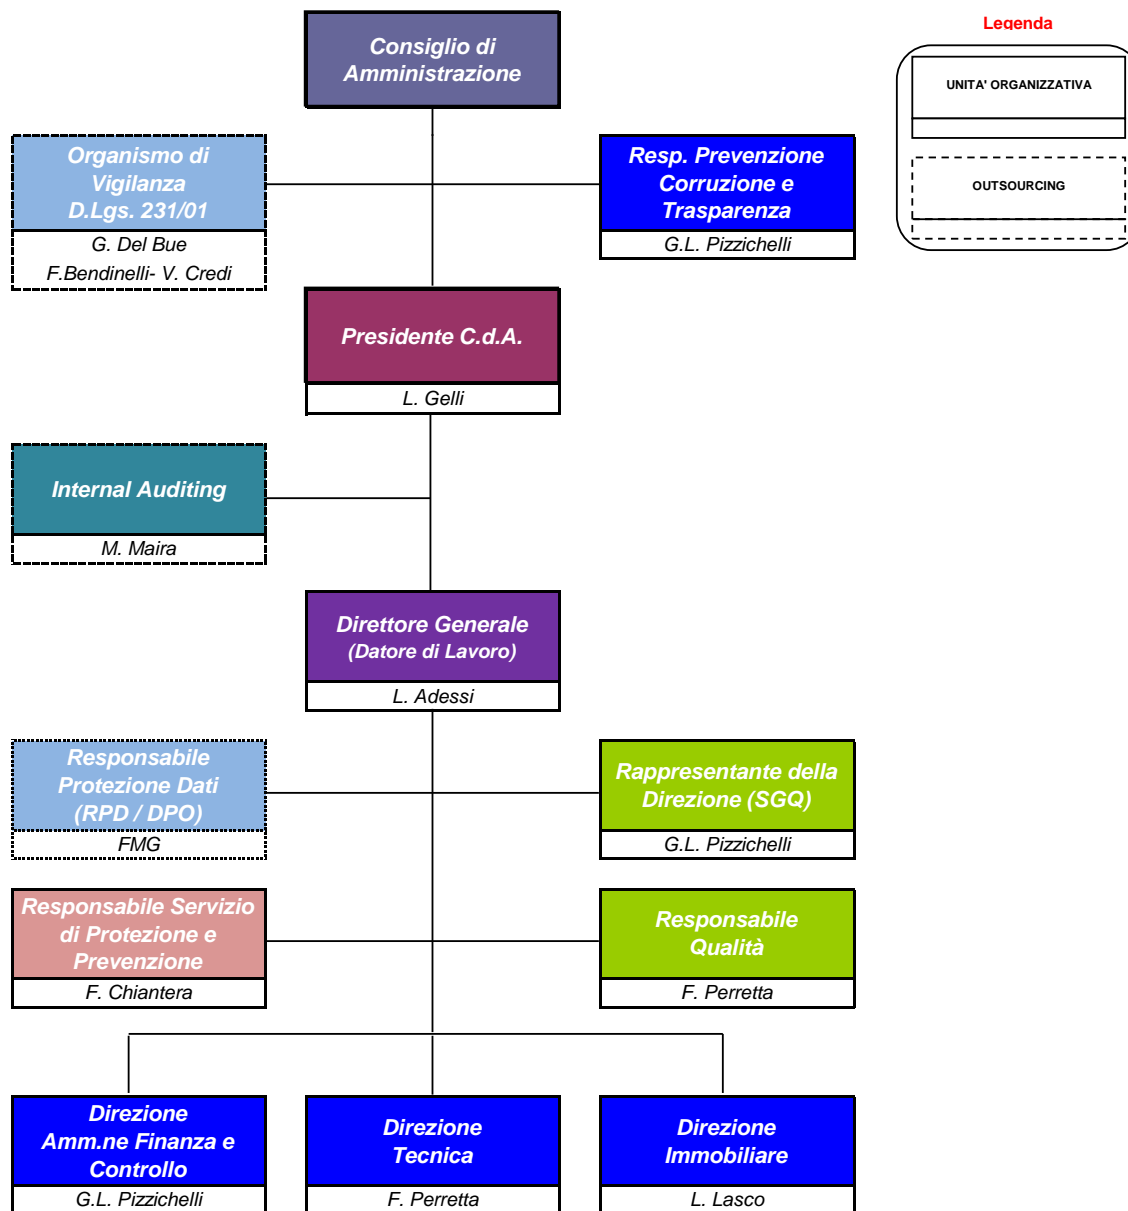 Consiglio di
Amministrazione
Legenda
UNITA' ORGANIZZATIVA
OUTSOURCING
Organismo di
Vigilanza
D.Lgs. 231/01
G. Del Bue
F.Bendinelli- V. Credi
Resp. Prevenzione
Corruzione e
Trasparenza
G.L. Pizzichelli
Presidente C.d.A.
L. Gelli
Internal Auditing
M. Maira
Direttore Generale
(Datore di Lavoro)
L. Adessi
Responsabile
Protezione Dati
(RPD / DPO)
FMG
Rappresentante della
Direzione (SGQ)
G.L. Pizzichelli
Responsabile Servizio
di Protezione e
Prevenzione
F. Chiantera
Responsabile
Qualità
F. Perretta
Direzione
Amm.ne Finanza e
Controllo
G.L. Pizzichelli
Direzione
Tecnica
F. Perretta
Direzione
Immobiliare
L. Lasco